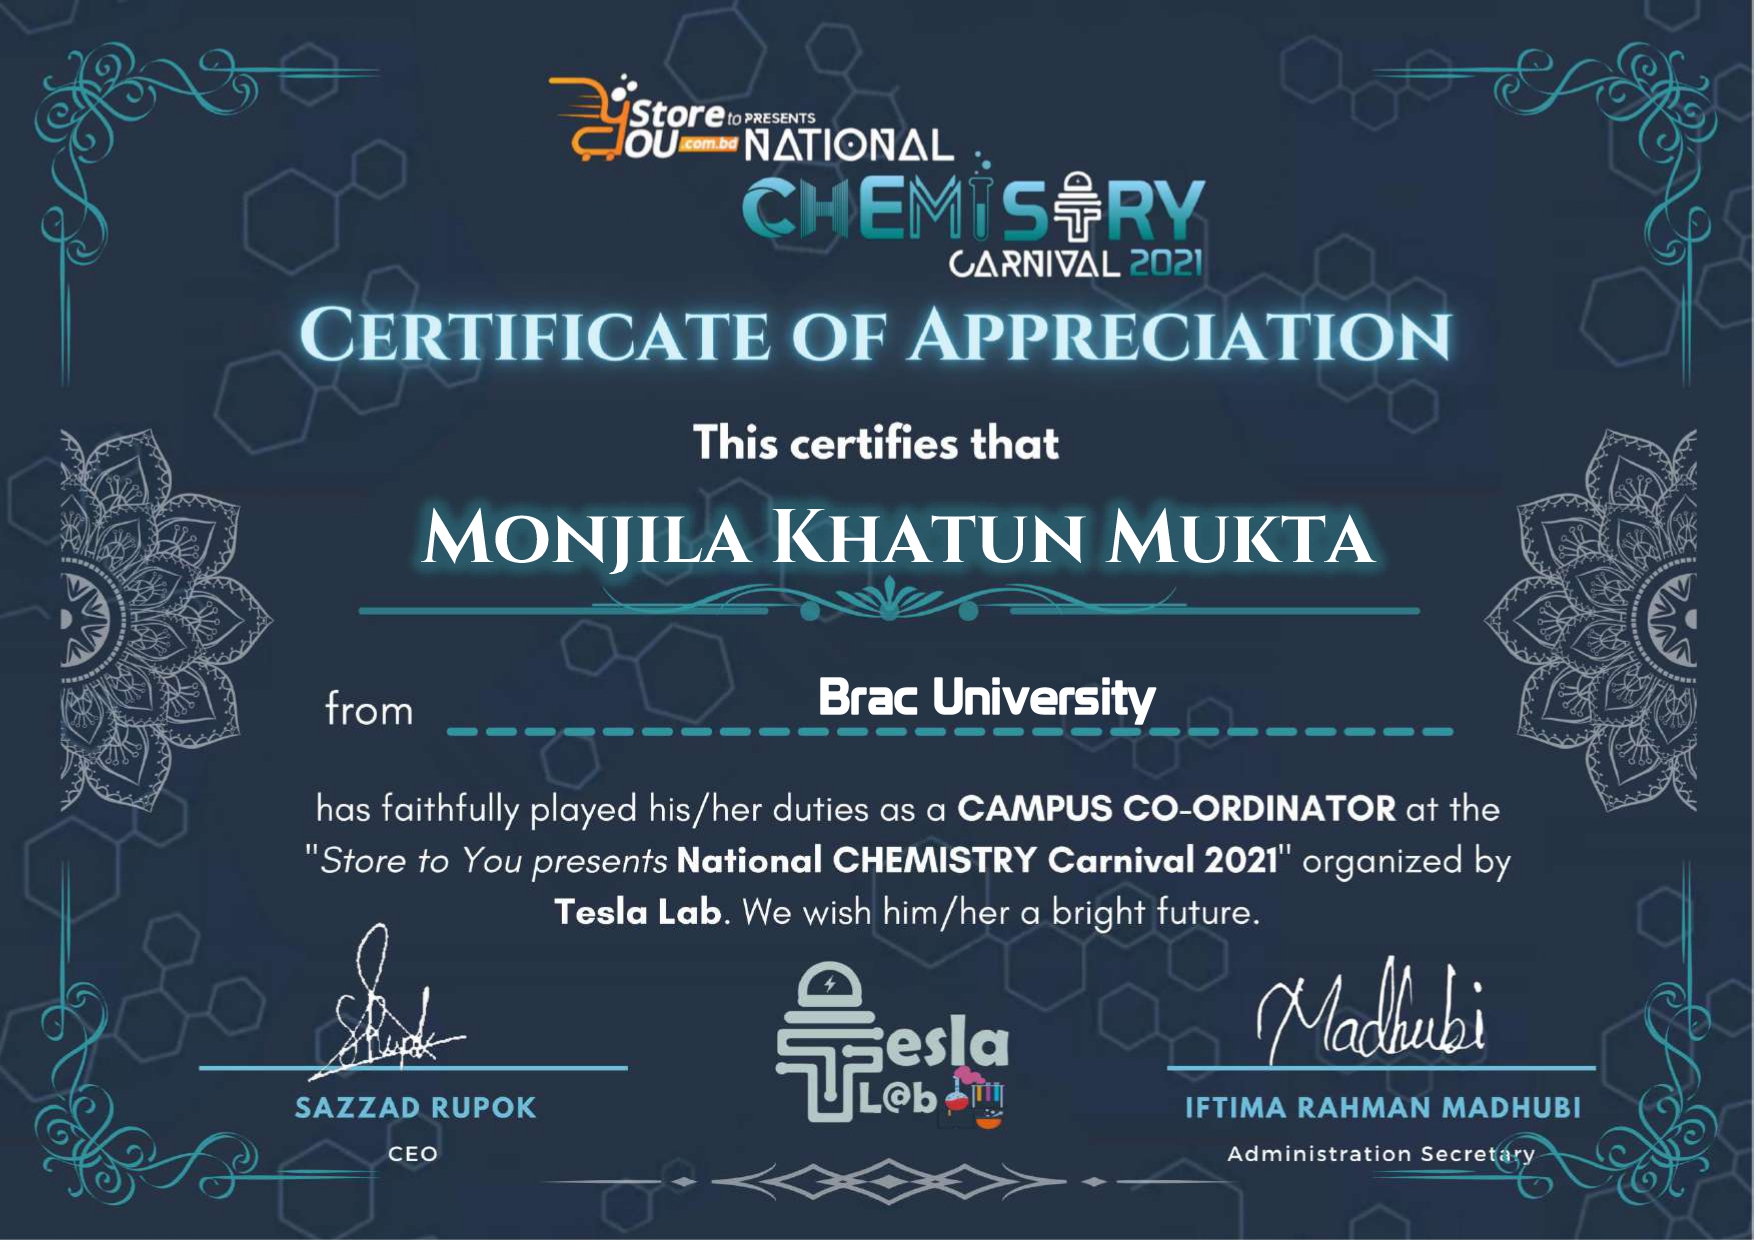 Store to YOU .com.bd PRESENTS
NATIONAL
CHEMISTRY
CARNIVAL 2021
CERTIFICATE OF APPRECIATION
This certifies that
MONJILA KHATUN MUKTA
from Brac University
has faithfully played his/her duties as a CAMPUS CO-ORDINATOR at the
"Store to You presents National CHEMISTRY Carnival 2021" organized by
Tesla Lab. We wish him/her a bright future.
Rupok
Madhubi
Tesla
L@b
SAZZAD RUPOK
IFTIMA RAHMAN MADHUBI
CEO
Administration Secretary